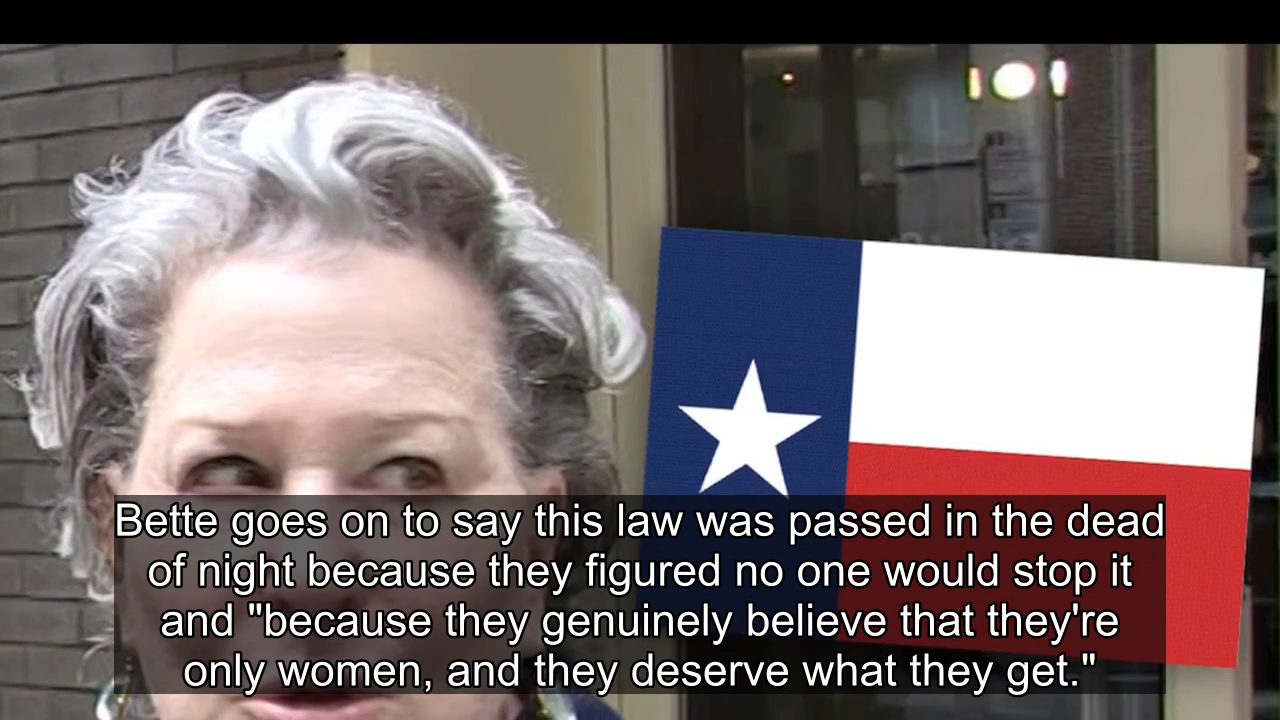 Bette goes on to say this law was passed in the dead
of night because they figured no one would stop it
and "because they genuinely believe that they're
only women, and they deserve what they get."